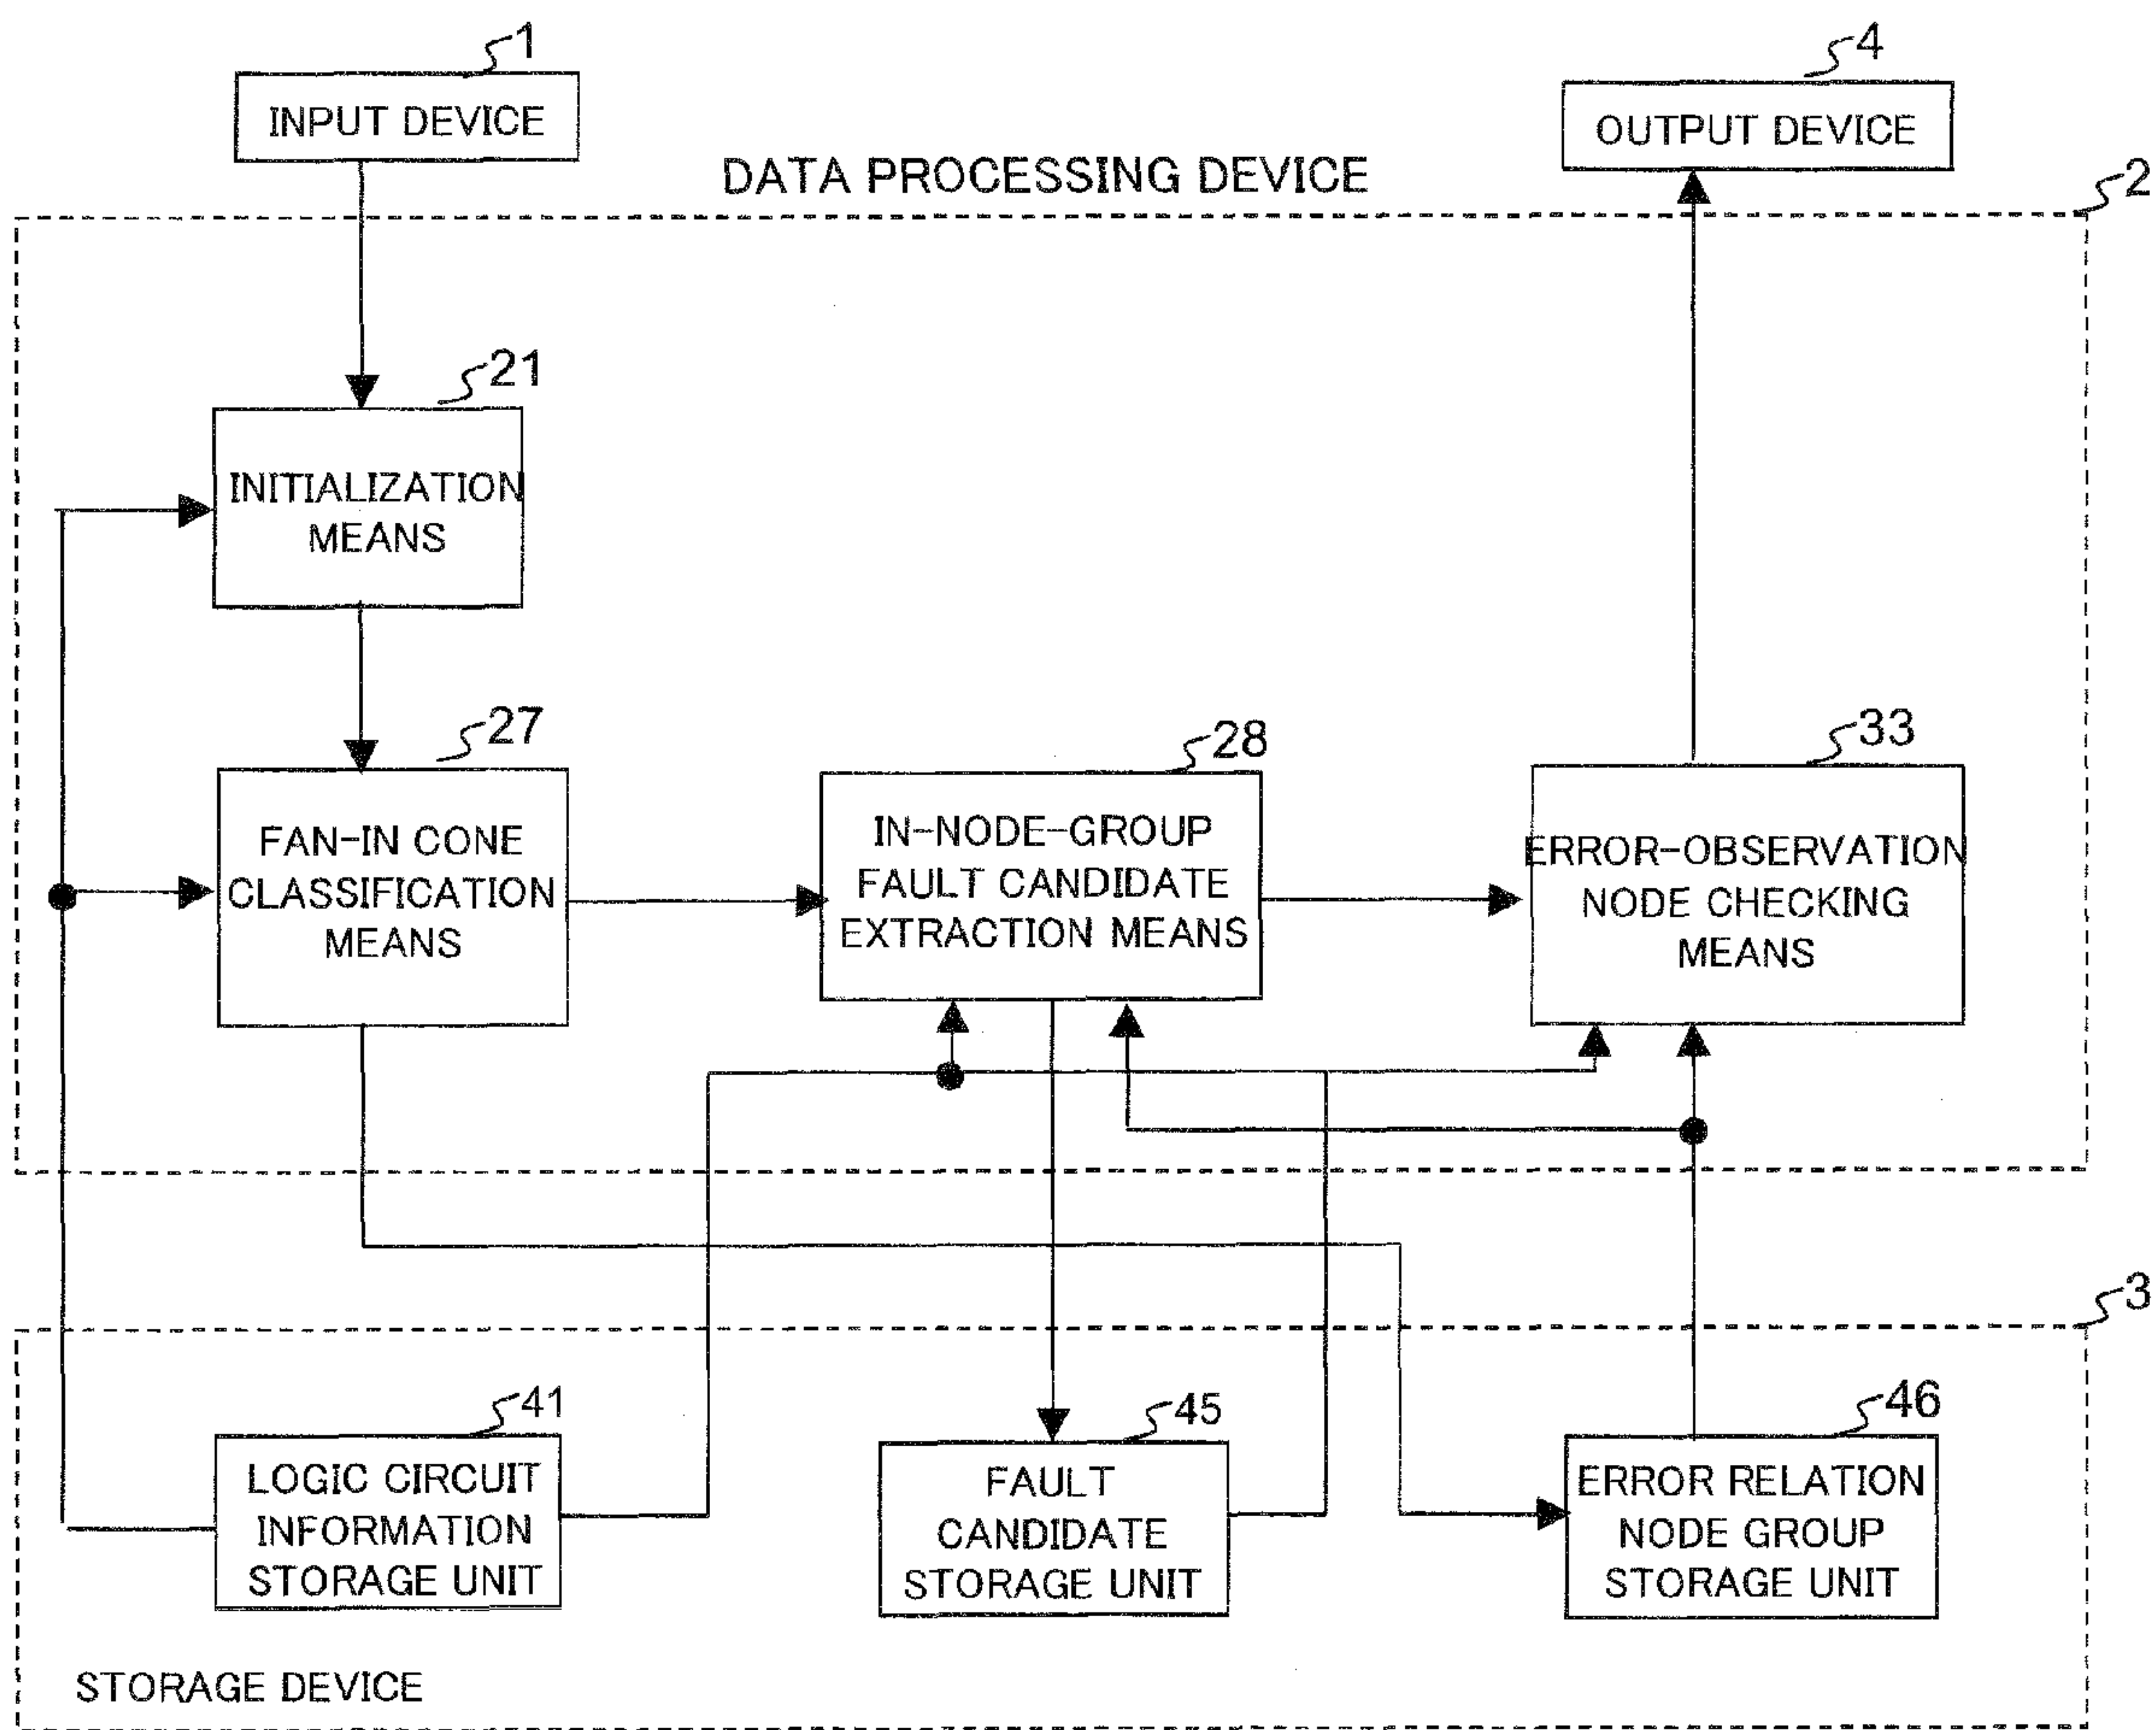 1
INPUT DEVICE
4
OUTPUT DEVICE
DATA PROCESSING DEVICE
2
21
INITIALIZATION
MEANS
27
FAN-IN CONE
CLASSIFICATION
MEANS
28
IN-NODE-GROUP
FAULT CANDIDATE
EXTRACTION MEANS
33
ERROR-OBSERVATION
NODE CHECKING
MEANS
3
41
LOGIC CIRCUIT
INFORMATION
STORAGE UNIT
45
FAULT
CANDIDATE
STORAGE UNIT
46
ERROR RELATION
NODE GROUP
STORAGE UNIT
STORAGE DEVICE